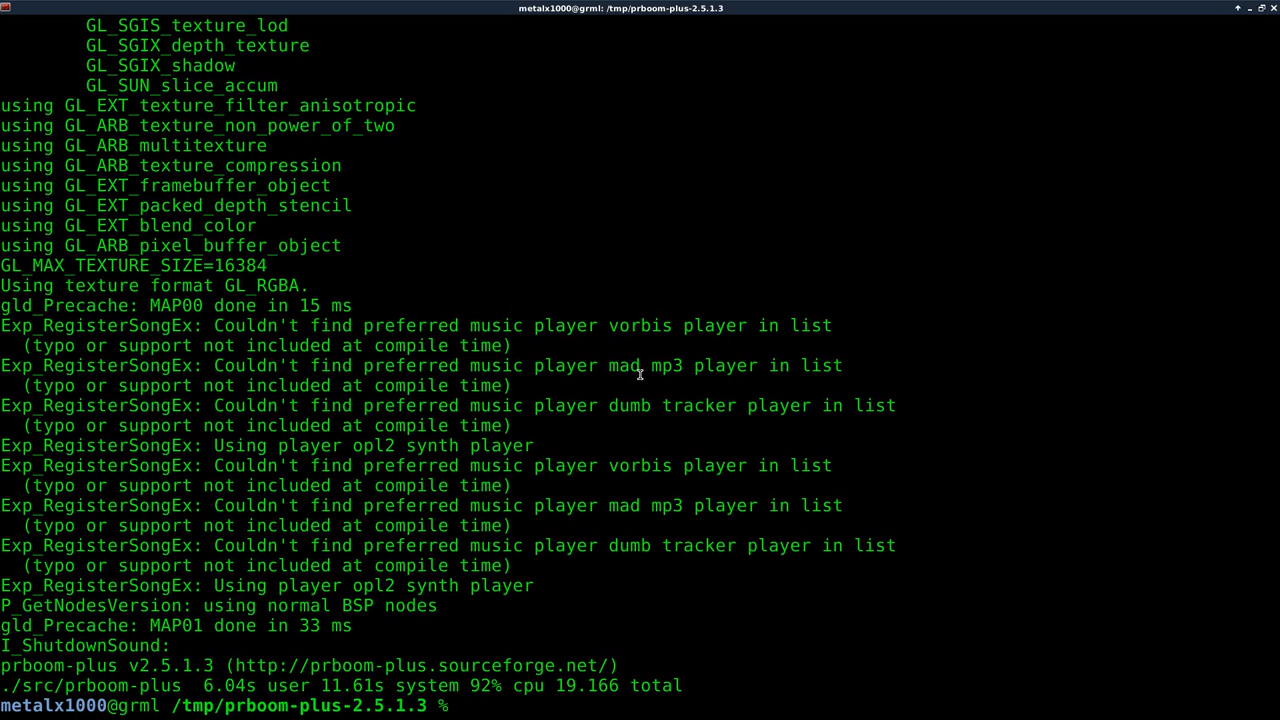 metalx1000@grml: /tmp/prboom-plus-2.5.1.3
GL_SGIS_texture_lod
GL_SGIX_depth_texture
GL_SGIX_shadow
GL_SUN_slice_accum
using GL_EXT_texture_filter_anisotropic
using GL_ARB_texture_non_power_of_two
using GL_ARB_multitexture
using GL_ARB_texture_compression
using GL_EXT_framebuffer_object
using GL_EXT_packed_depth_stencil
using GL_EXT_blend_color
using GL_ARB_pixel_buffer_object
GL_MAX_TEXTURE_SIZE=16384
Using texture format GL_RGBA.
gld_Precache: MAP00 done in 15 ms
Exp_RegisterSongEx: Couldn't find preferred music player vorbis player in list
(typo or support not included at compile time)
Exp_RegisterSongEx: Couldn't find preferred music player mad mp3 player in list
(typo or support not included at compile time)
Exp_RegisterSongEx: Couldn't find preferred music player dumb tracker player in list
(typo or support not included at compile time)
Exp_RegisterSongEx: Using player opl2 synth player
Exp_RegisterSongEx: Couldn't find preferred music player vorbis player in list
(typo or support not included at compile time)
Exp_RegisterSongEx: Couldn't find preferred music player mad mp3 player in list
(typo or support not included at compile time)
Exp_RegisterSongEx: Couldn't find preferred music player dumb tracker player in list
(typo or support not included at compile time)
Exp_RegisterSongEx: Using player opl2 synth player
P_GetNodesVersion: using normal BSP nodes
gld_Precache: MAP01 done in 33 ms
I_ShutdownSound:
prboom-plus v2.5.1.3 (http://prboom-plus.sourceforge.net/)
./src/prboom-plus  6.04s user 11.61s system 92% cpu 19.166 total
metalx1000@grml /tmp/prboom-plus-2.5.1.3 %